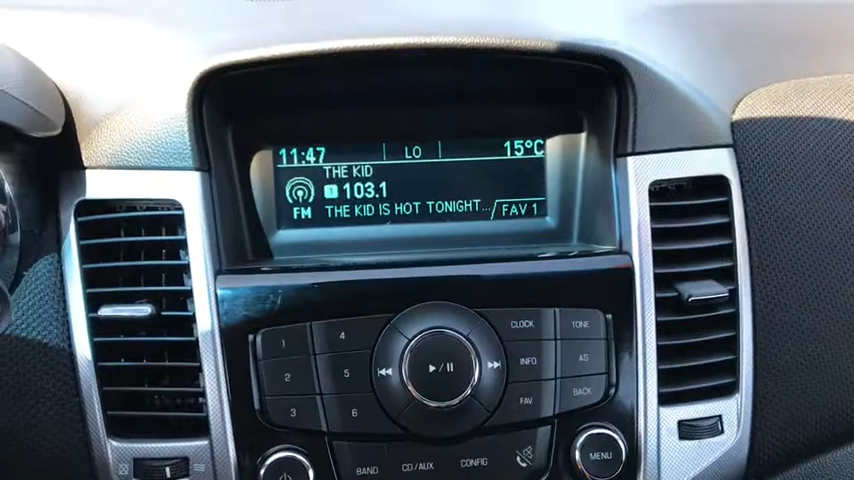 11:47 LO 15°C
THE KID
1 103.1
FM THE KID IS HOT TONIGHT... FAV 1
1 4 CLOCK TONE
2 5 INFO AS
3 6 FAV BACK
BAND CD/AUX CONFIG MENU